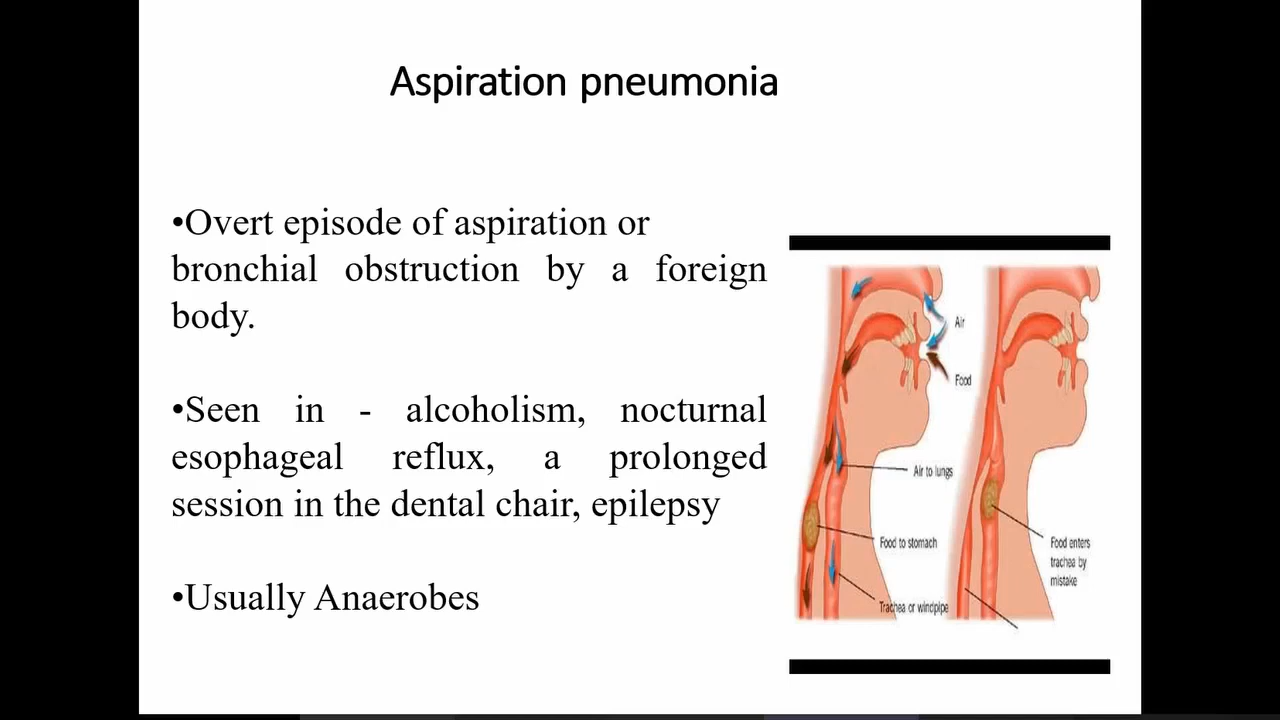 Aspiration pneumonia
•Overt episode of aspiration or
bronchial obstruction by a foreign
body.
•Seen in - alcoholism, nocturnal
esophageal reflux, a prolonged
session in the dental chair, epilepsy
•Usually Anaerobes
Air
Food
Air to lungs
Food to stomach
Trachea or windpipe
Food enters
trachea by
mistake